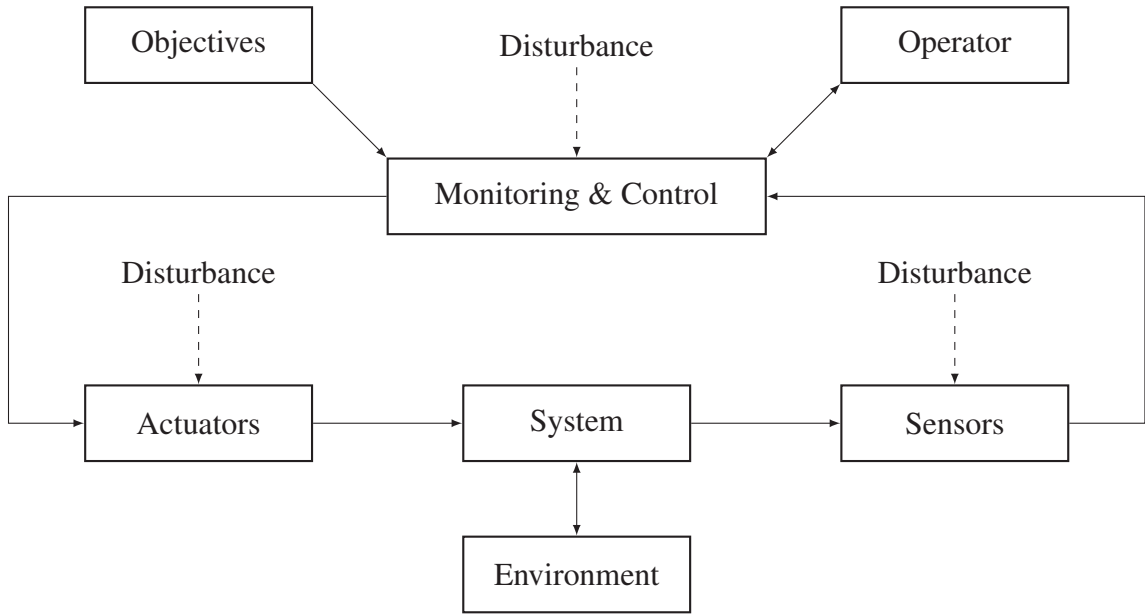 Objectives
Disturbance
Operator
Monitoring & Control
Disturbance
Disturbance
Actuators
System
Sensors
Environment